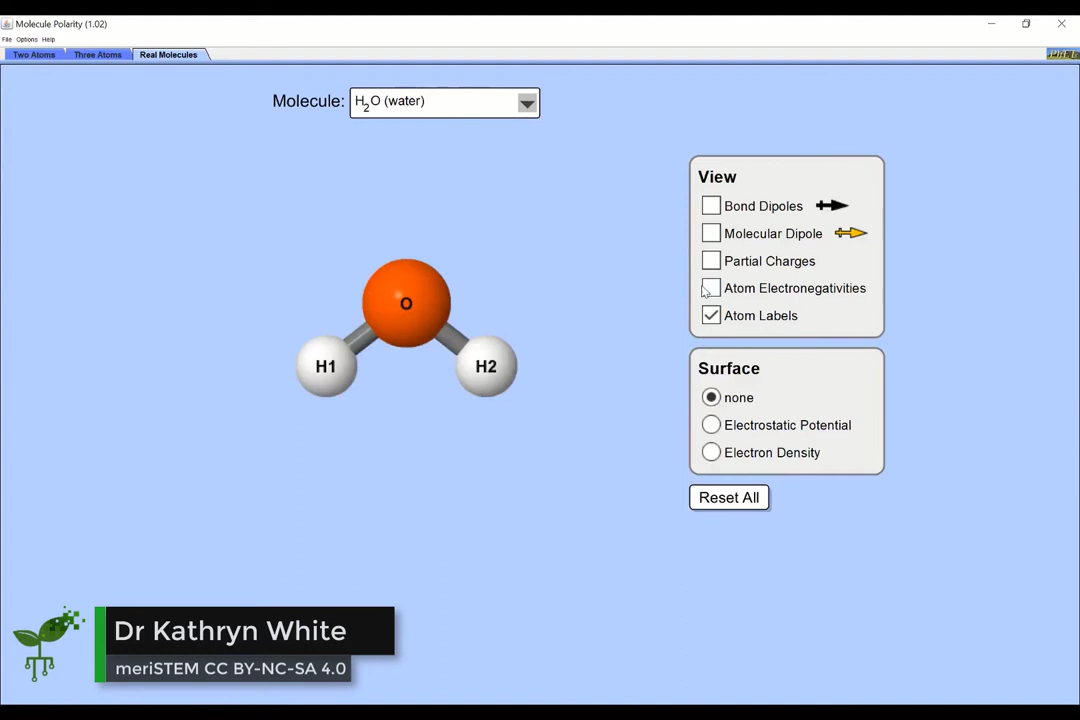 Molecule Polarity (1.02)
File Options Help
Two Atoms Three Atoms Real Molecules
PhET
Molecule: H2O (water)
View
Bond Dipoles
Molecular Dipole
Partial Charges
Atom Electronegativities
Atom Labels
O
H1 H2
Surface
none
Electrostatic Potential
Electron Density
Reset All
Dr Kathryn White
meriSTEM CC BY-NC-SA 4.0